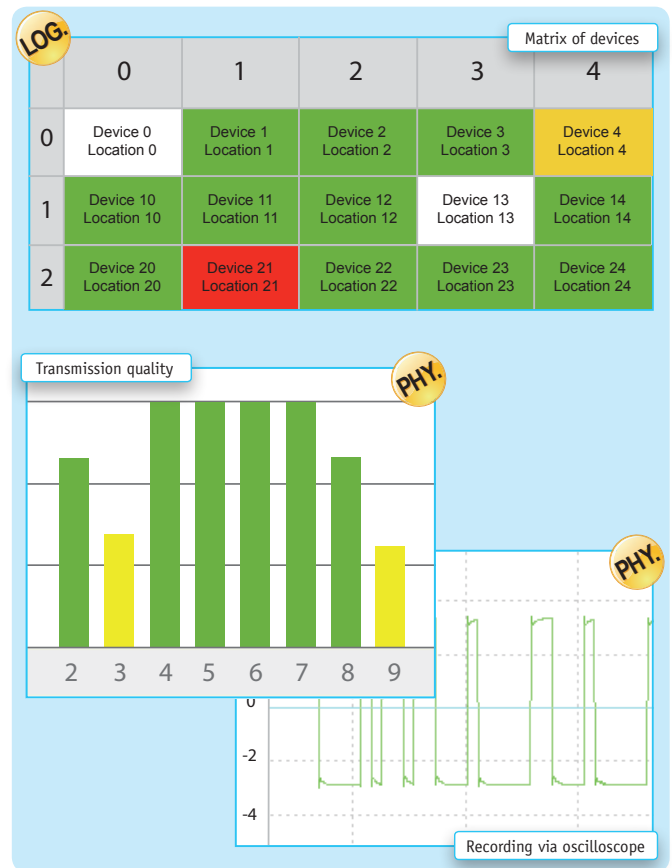 LOG.
Matrix of devices
0 1 2 3 4
0
Device 0 Device 1 Device 2 Device 3 Device 4
Location 0 Location 1 Location 2 Location 3 Location 4
1
Device 10 Device 11 Device 12 Device 13 Device 14
Location 10 Location 11 Location 12 Location 13 Location 14
2
Device 20 Device 21 Device 22 Device 23 Device 24
Location 20 Location 21 Location 22 Location 23 Location 24
Transmission quality
PHY.
2 3 4 5 6 7 8 9
PHY.
0
-2
-4
Recording via oscilloscope